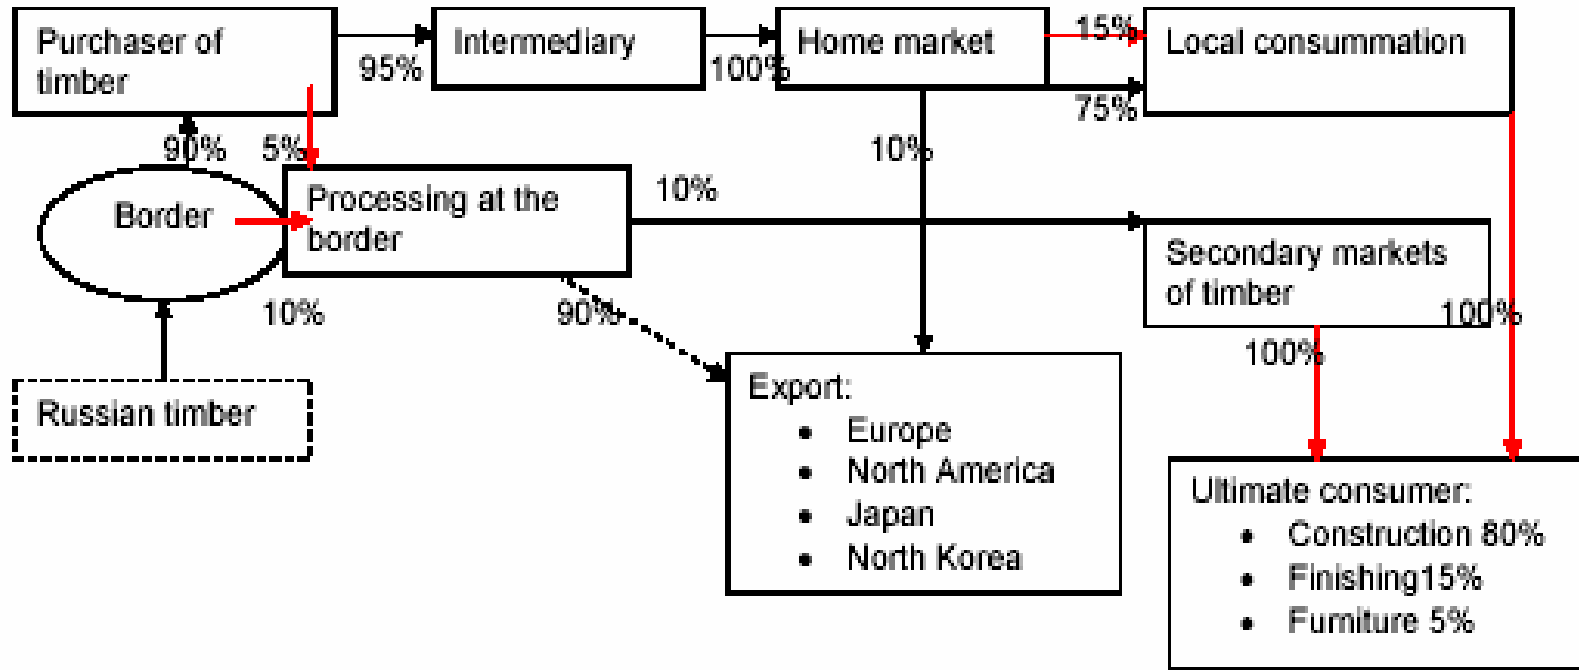 Purchaser of
timber
95%
Intermediary
100%
Home market
15%
75%
Local consummation
90%
5%
10%
Border
Processing at the
border
10%
10%
90%
Secondary markets
of timber
100%
100%
Russian timber
Export:
• Europe
• North America
• Japan
• North Korea
Ultimate consumer:
• Construction 80%
• Finishing15%
• Furniture 5%